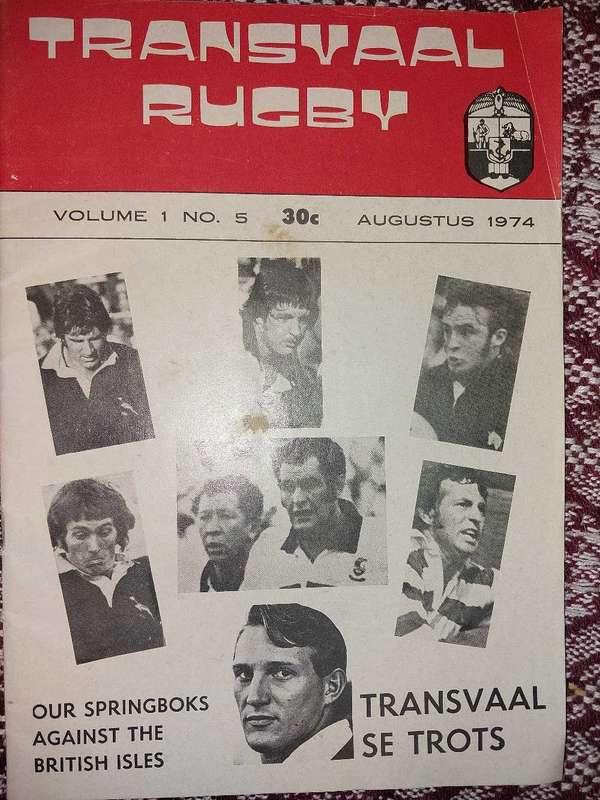 TRANSVAAL
RUGBY
VOLUME 1 NO. 5 30c AUGUSTUS 1974
OUR SPRINGBOKS
AGAINST THE
BRITISH ISLES
TRANSVAAL
SE TROTS